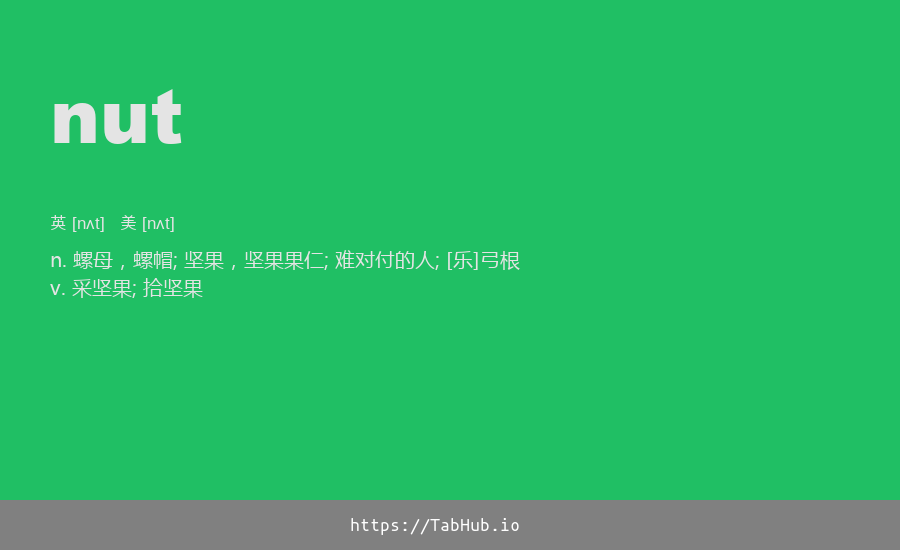 nut
英 [nʌt] 美 [nʌt]
n. 螺母，螺帽; 坚果，坚果果仁; 难对付的人; [乐]弓根
v. 采坚果; 拾坚果
https://TabHub.io